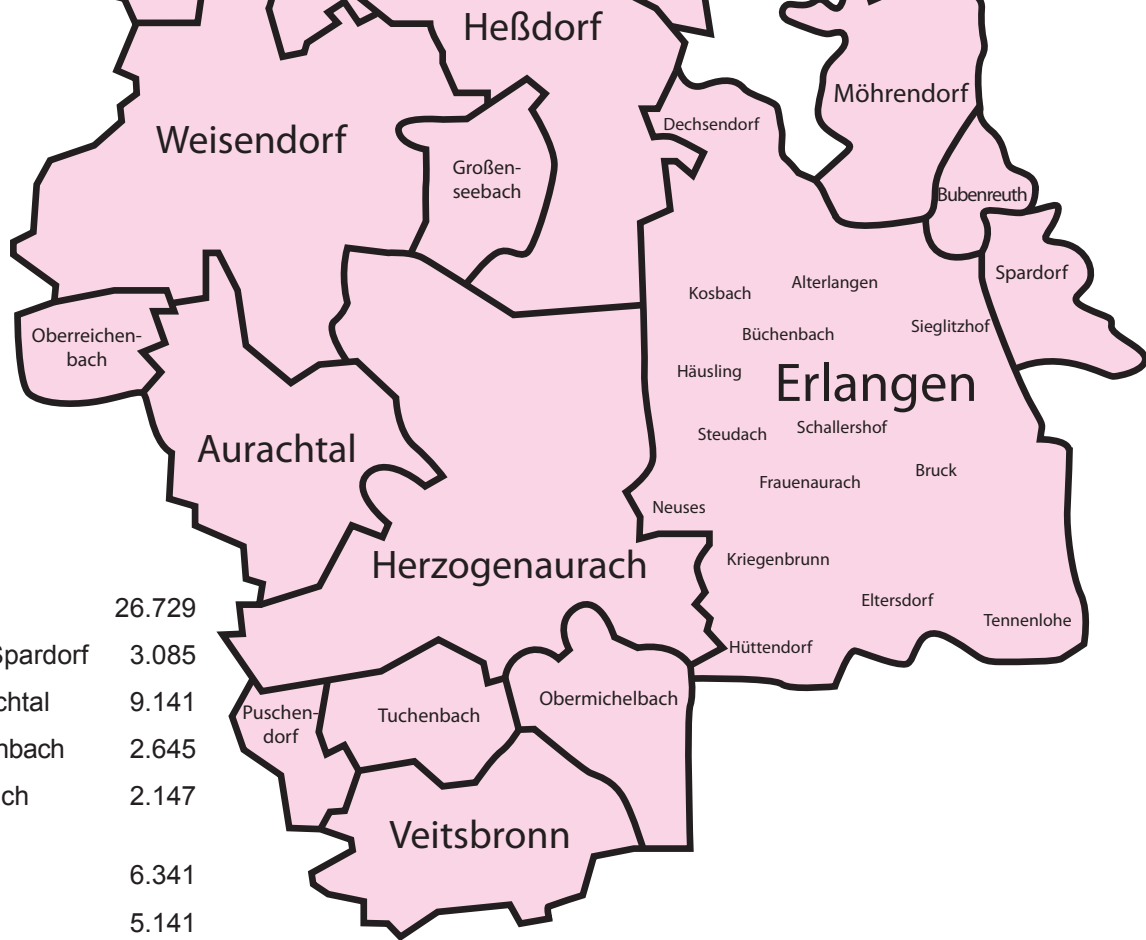 Heßdorf
Möhrendorf
Dechsendorf
Weisendorf
Großen-
seebach
Bubenreuth
Spardorf
Alterlangen
Kosbach
Sieglitzhof
Büchenbach
Oberreichen-
bach
Häusling
Erlangen
Schallershof
Steudach
Aurachtal
Bruck
Frauenaurach
Neuses
Kriegenbrunn
Herzogenaurach
Eltersdorf
Tennenlohe
Hüttendorf
Obermichelbach
Puschen-
dorf
Tuchenbach
Veitsbronn
26.729
Spardorf 3.085
chtal 9.141
nbach 2.645
ch 2.147
6.341
5.141